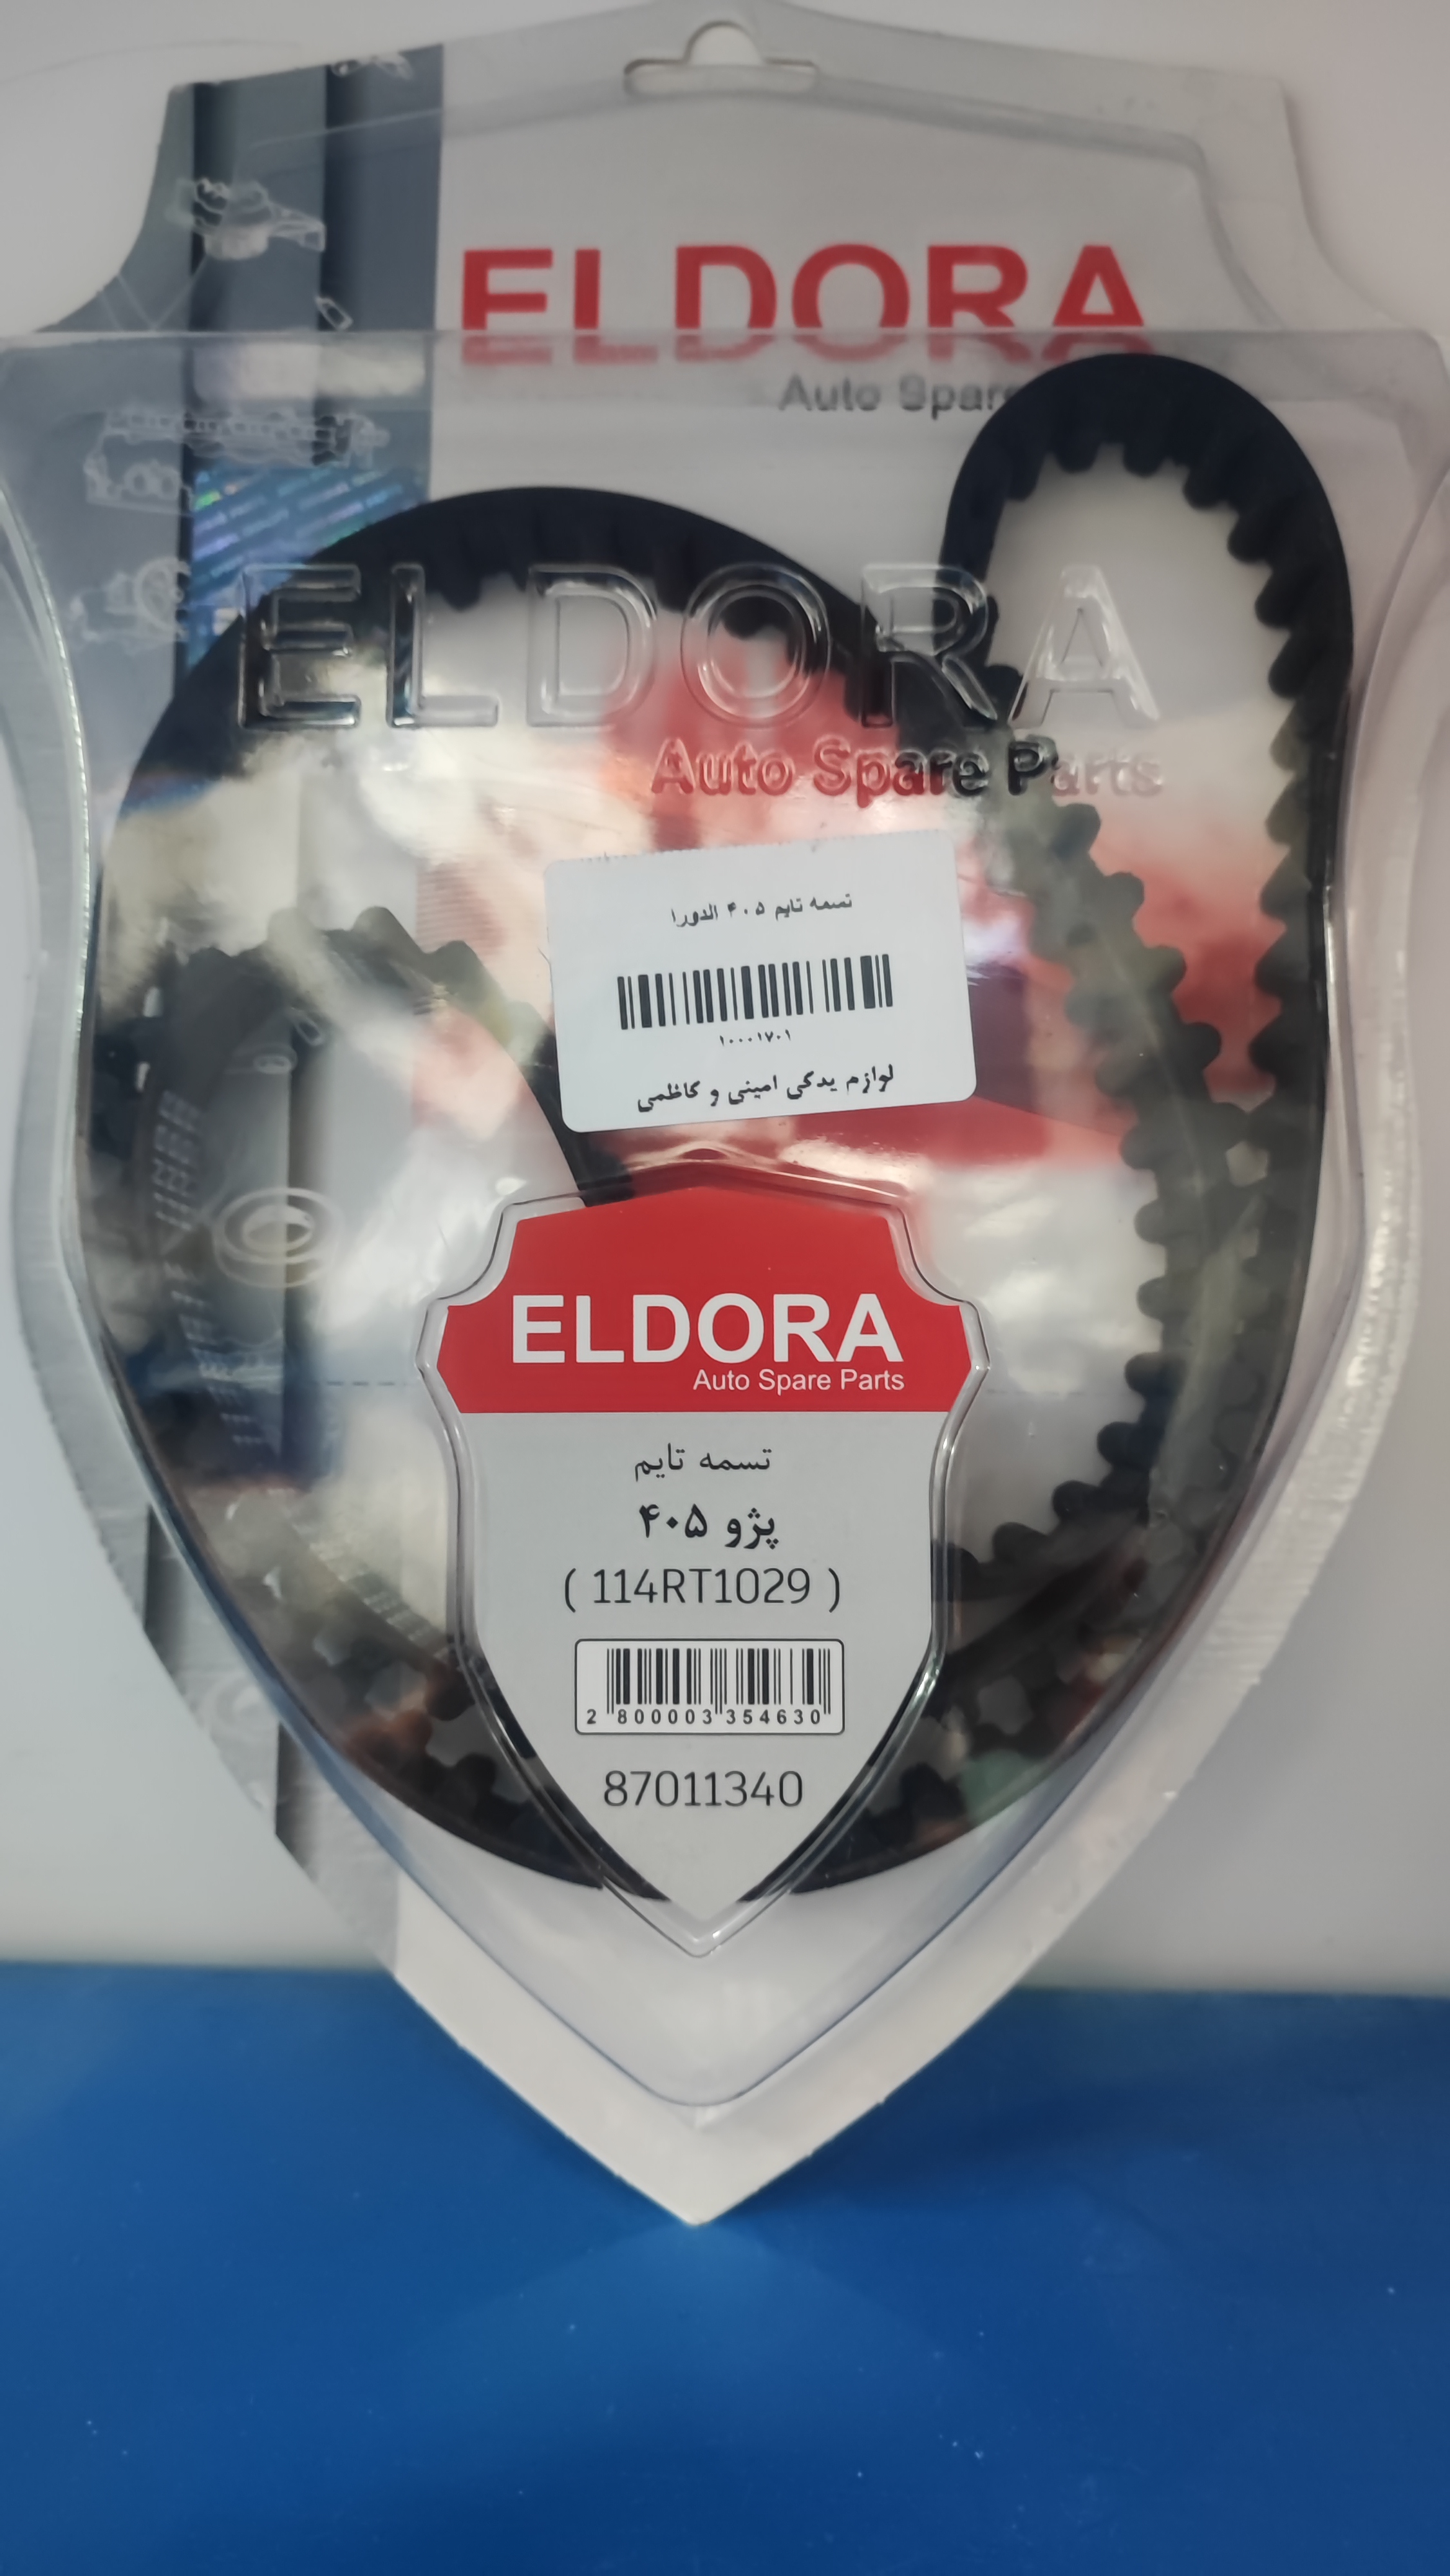 ELDORA
Auto Spare
ELDORA
Auto Spare Parts
تسمه تایم ۴۰۵ الدورا
۱۰۰۰۱۷۰۱
لوازم یدکی امینی و کاظمی
ELDORA
Auto Spare Parts
تسمه تایم
پژو ۴۰۵
( 114RT1029 )
2 800003 354630
87011340